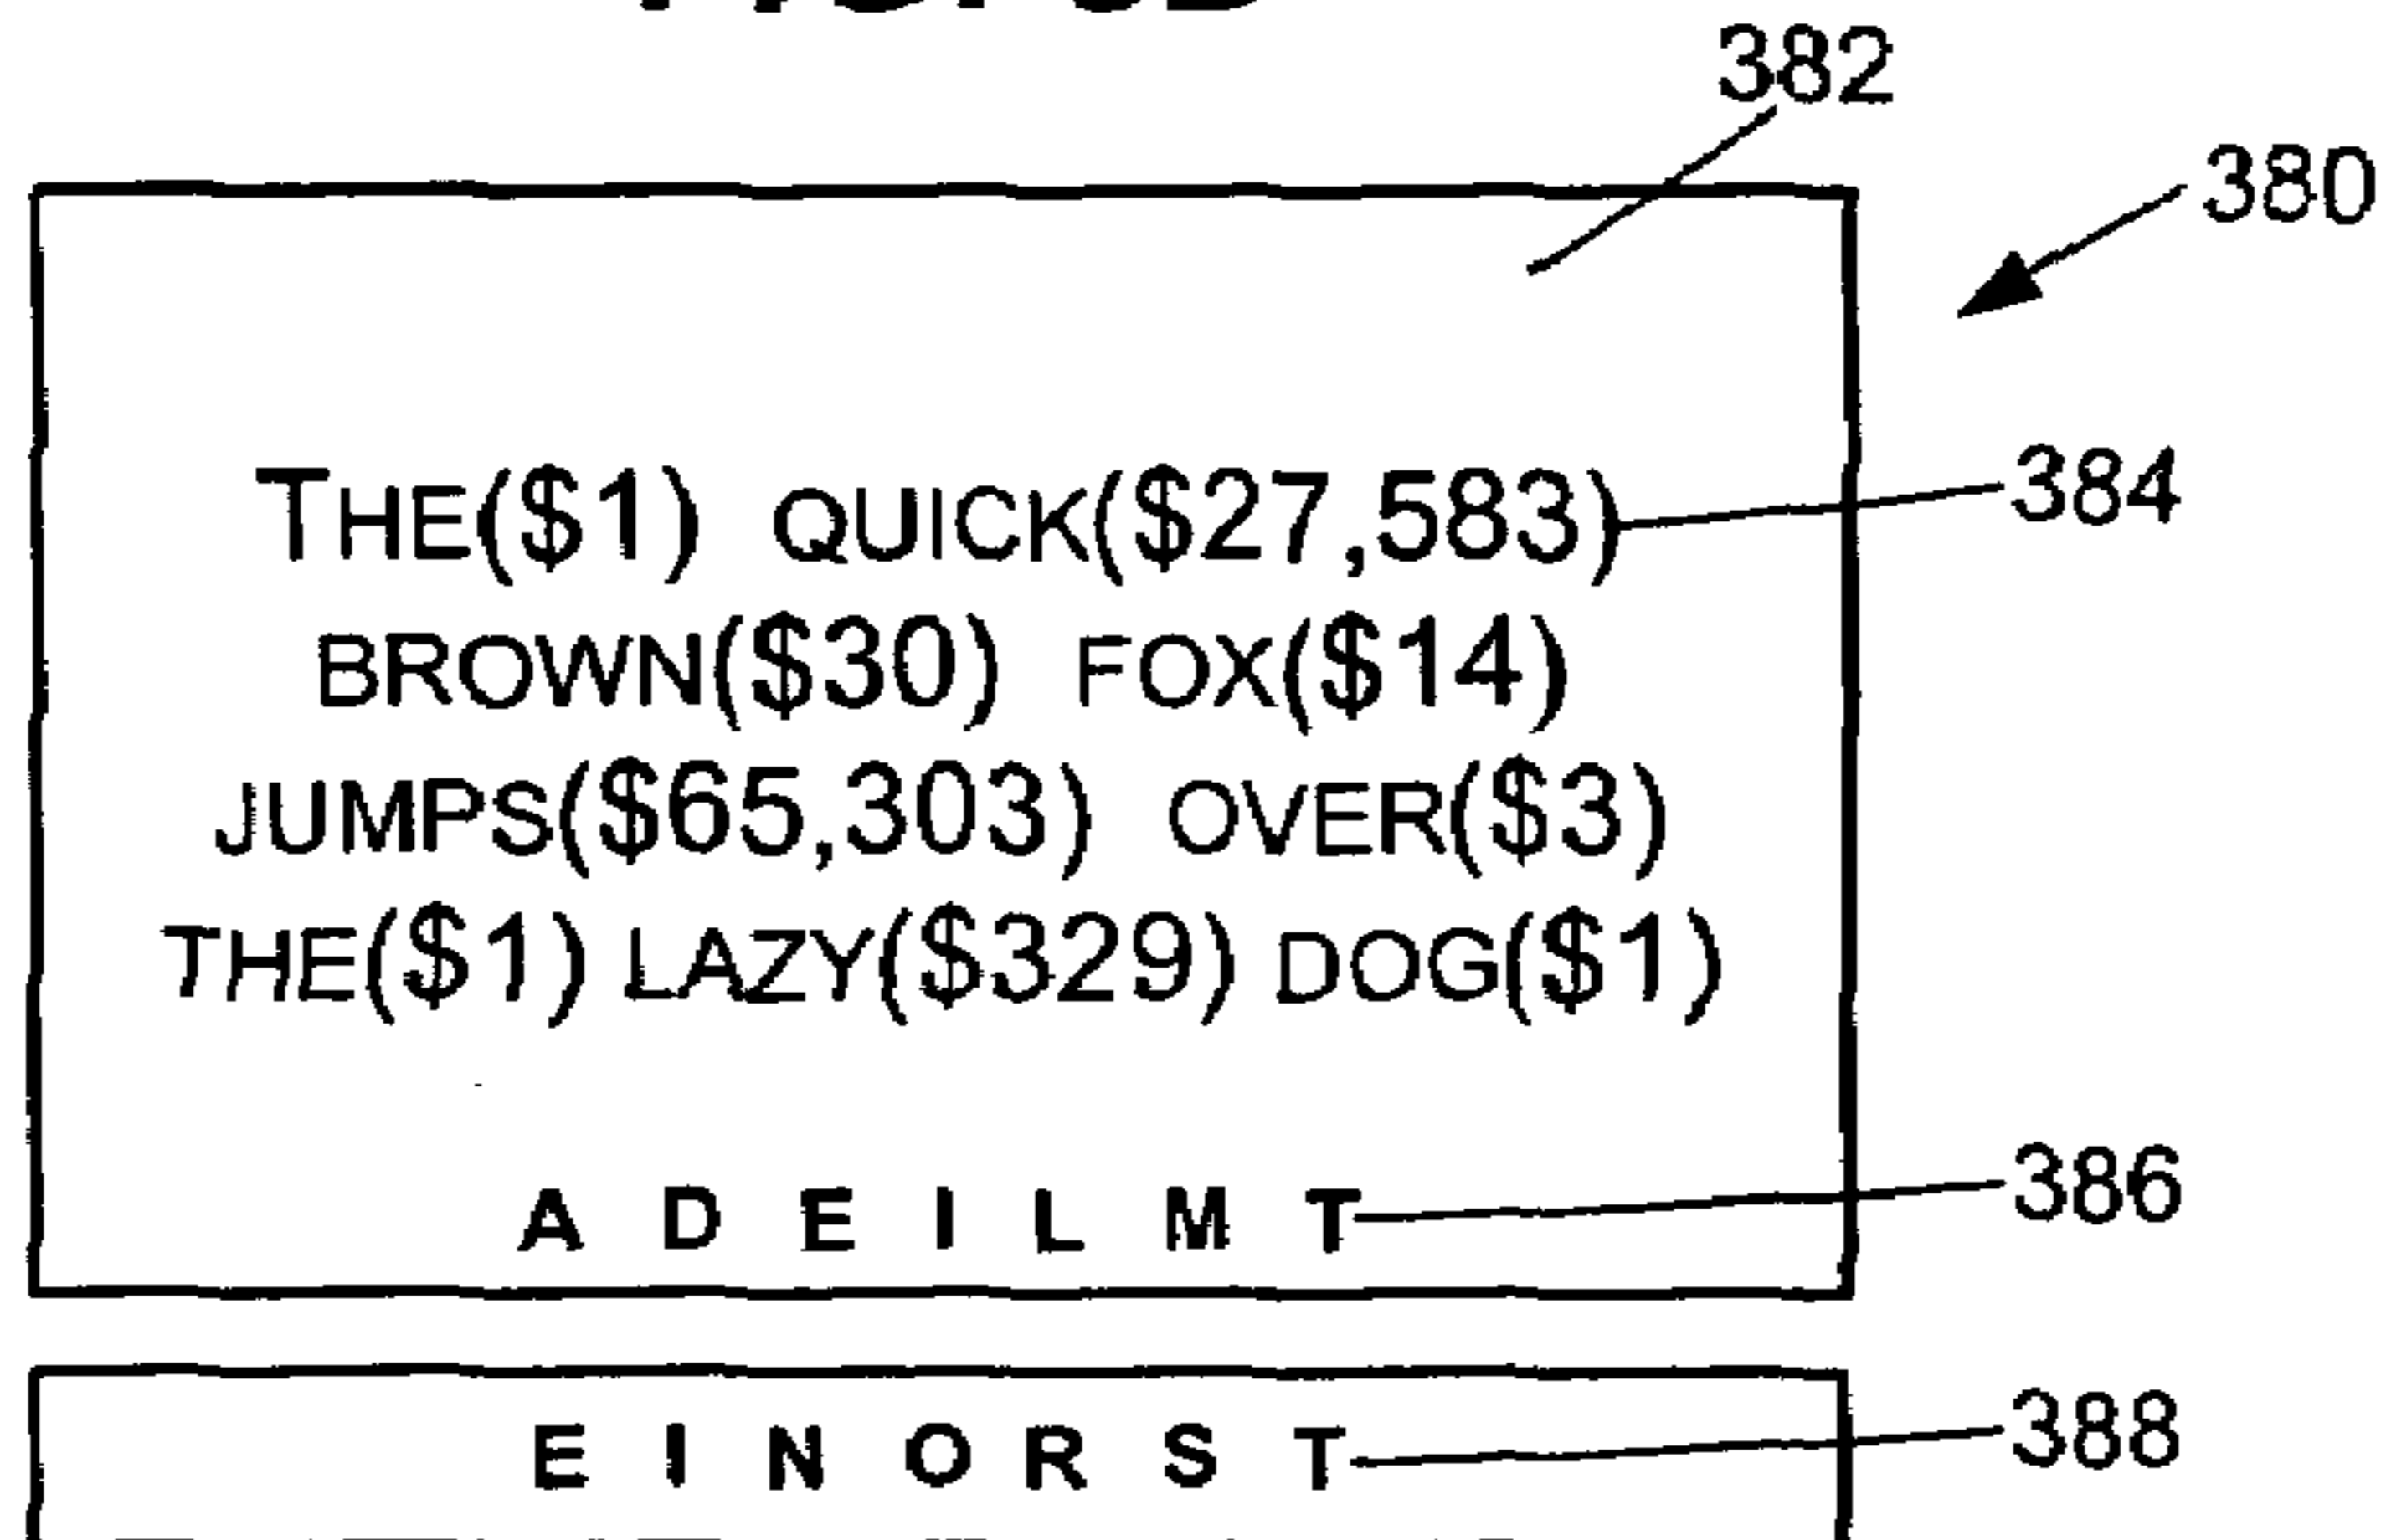 382
380
THE($1) QUICK($27,583)
384
BROWN($30) FOX($14)
JUMPS($65,303) OVER($3)
THE($1) LAZY($329) DOG($1)
A D E I L M T
386
E I N O R S T
388